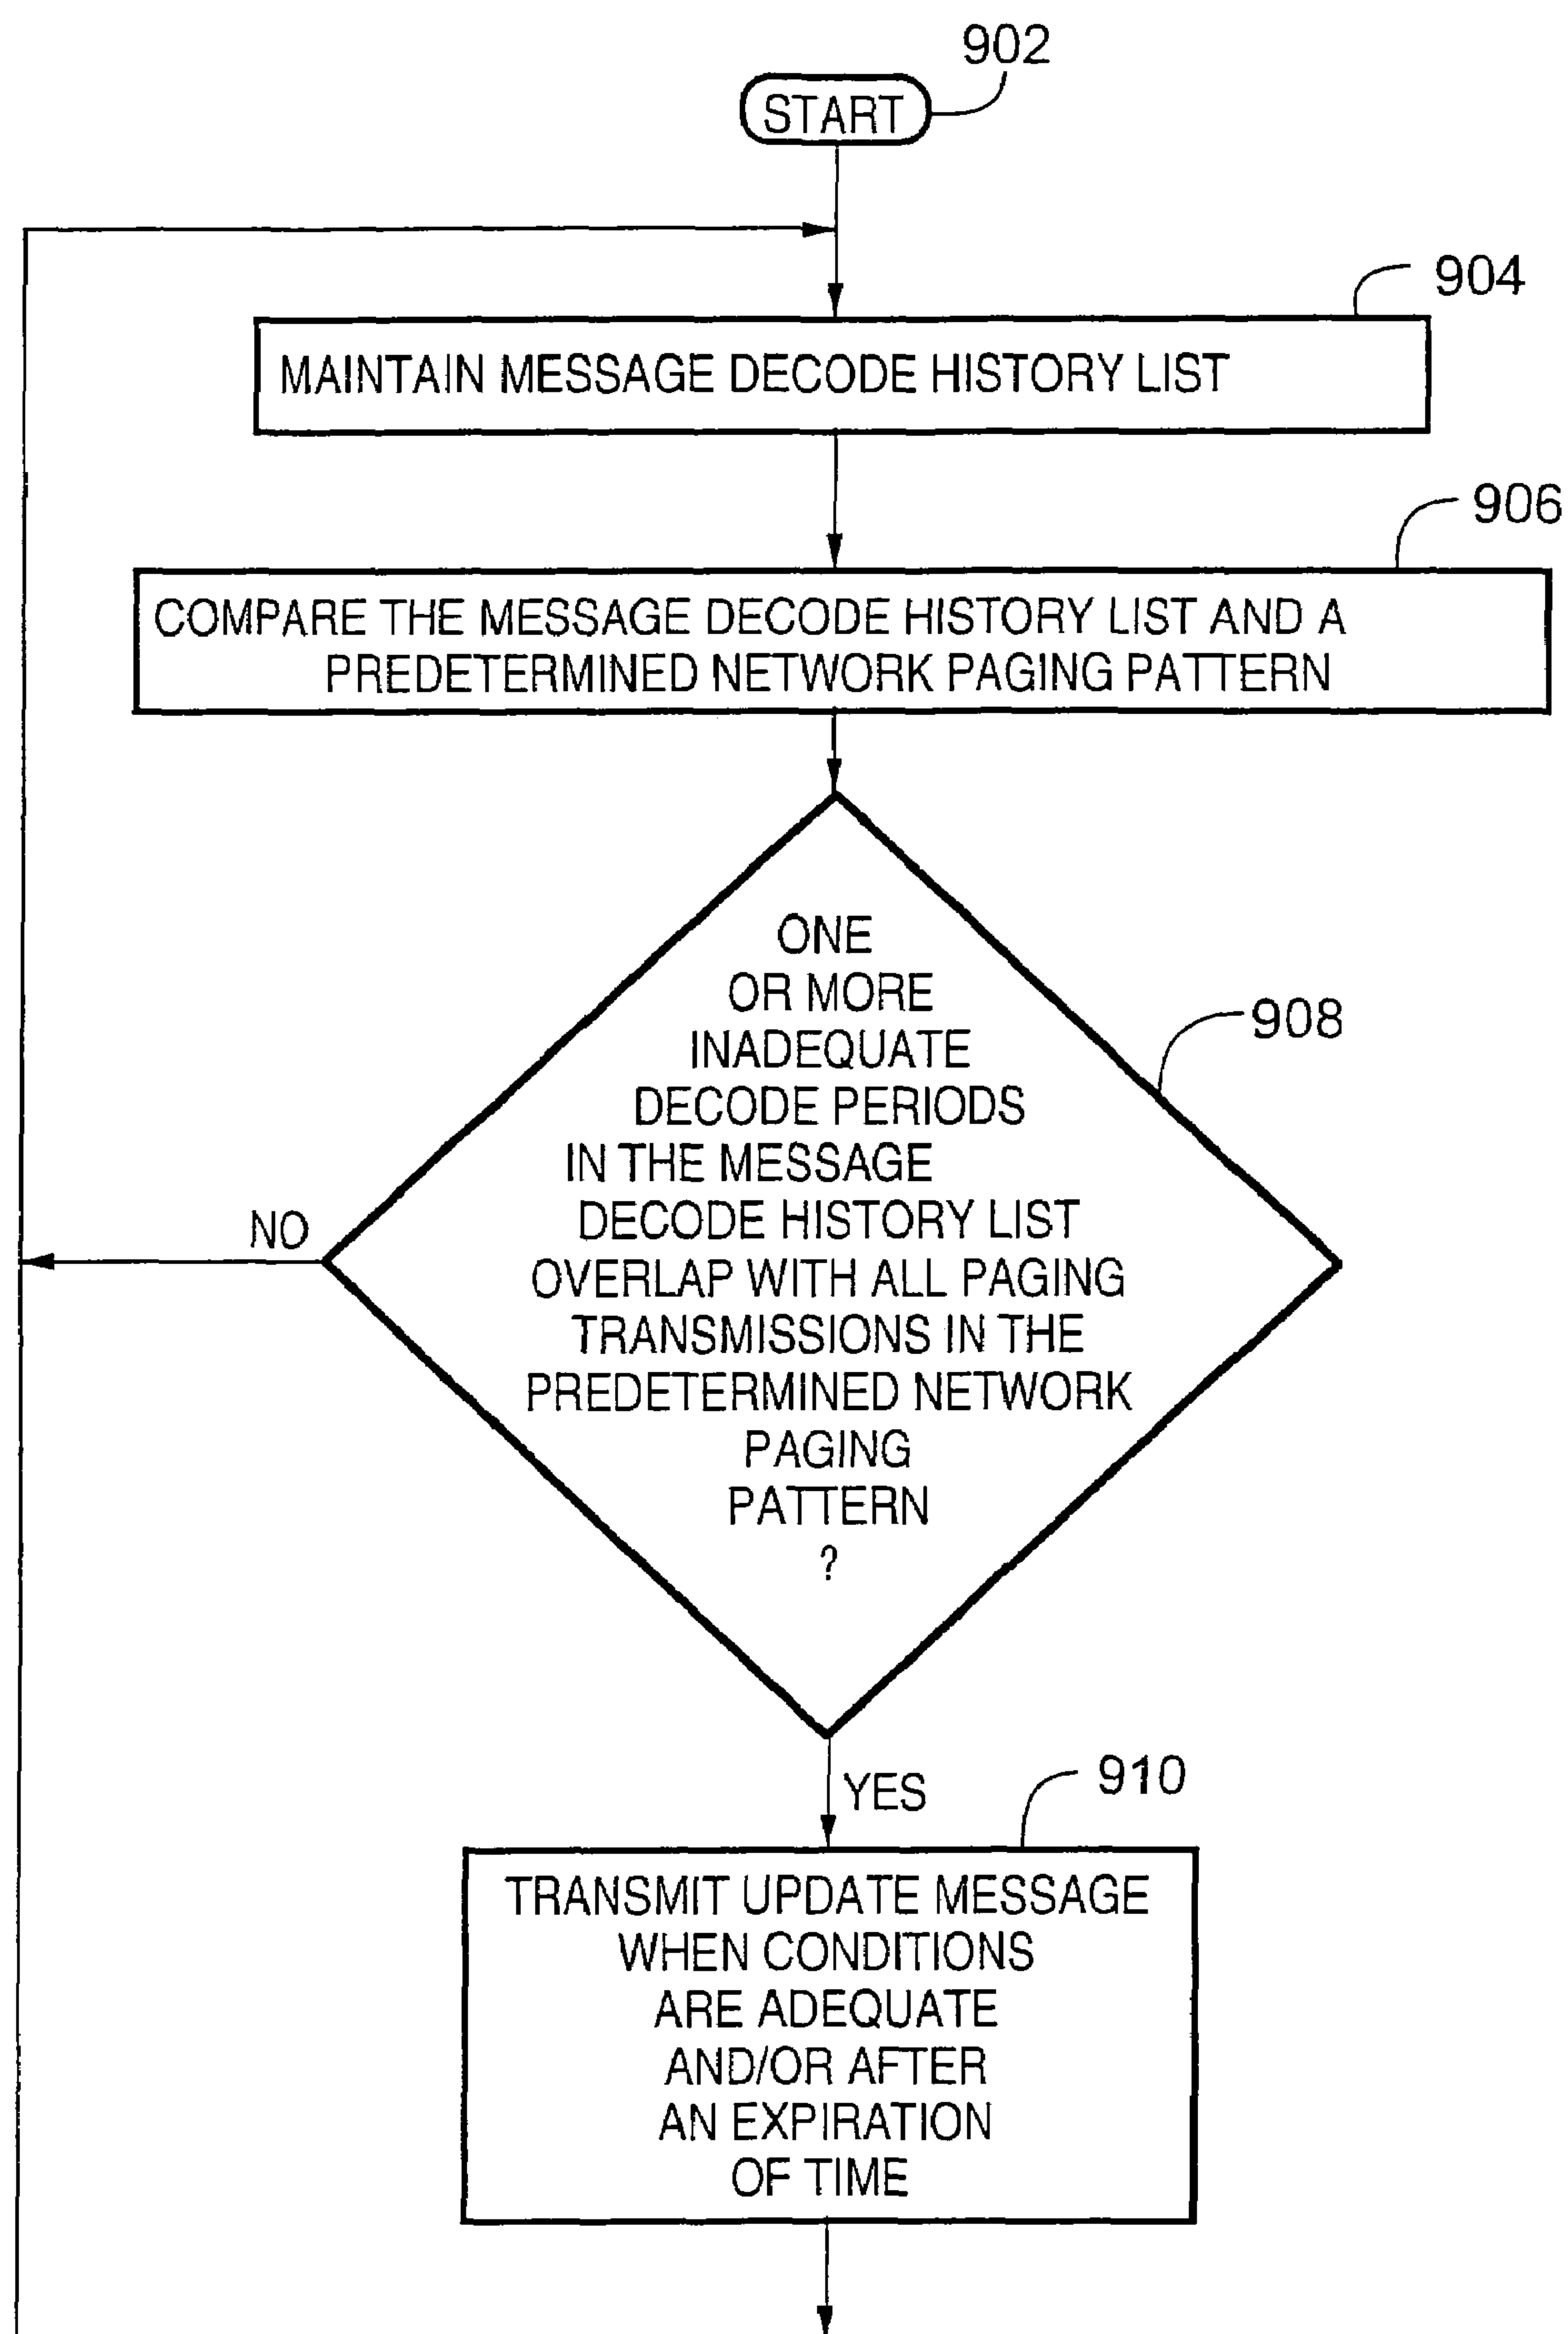 902
START
904
MAINTAIN MESSAGE DECODE HISTORY LIST
906
COMPARE THE MESSAGE DECODE HISTORY LIST AND A
PREDETERMINED NETWORK PAGING PATTERN
ONE
OR MORE
INADEQUATE
DECODE PERIODS
IN THE MESSAGE
DECODE HISTORY LIST
OVERLAP WITH ALL PAGING
TRANSMISSIONS IN THE
PREDETERMINED NETWORK
PAGING
PATTERN
?
908
NO
YES
910
TRANSMIT UPDATE MESSAGE
WHEN CONDITIONS
ARE ADEQUATE
AND/OR AFTER
AN EXPIRATION
OF TIME